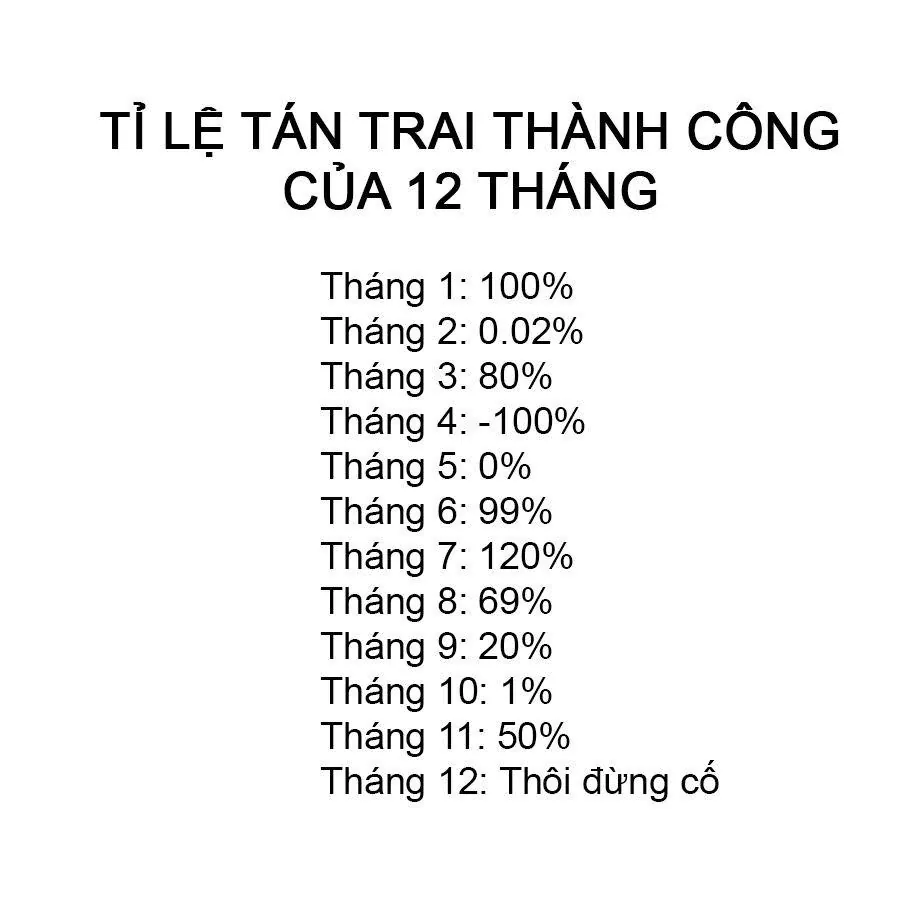 TỈ LỆ TÁN TRAI THÀNH CÔNG
CỦA 12 THÁNG
Tháng 1: 100%
Tháng 2: 0.02%
Tháng 3: 80%
Tháng 4: -100%
Tháng 5: 0%
Tháng 6: 99%
Tháng 7: 120%
Tháng 8: 69%
Tháng 9: 20%
Tháng 10: 1%
Tháng 11: 50%
Tháng 12: Thôi đừng cố